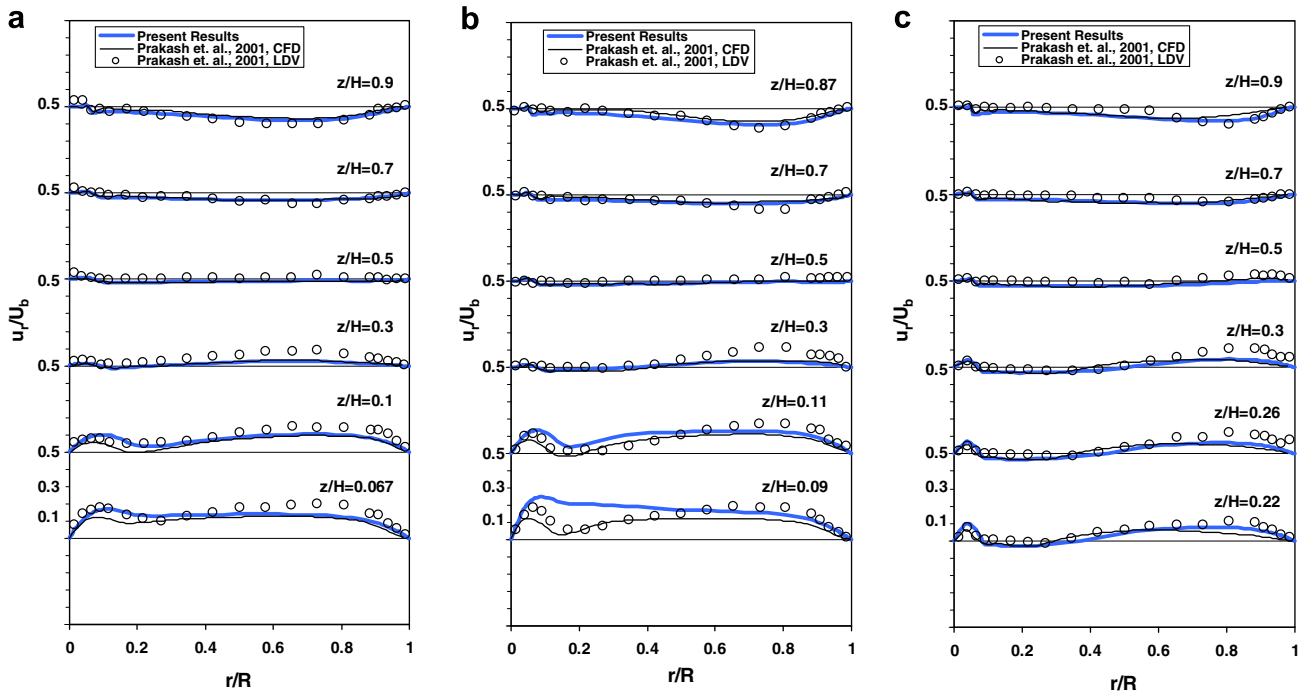 a
Present Results
Prakash et. al., 2001, CFD
Prakash et. al., 2001, LDV
z/H=0.9
0.5
z/H=0.7
0.5
z/H=0.5
0.5
z/H=0.3
0.5
z/H=0.1
0.5
z/H=0.067
0.3
0.1
u_r/U_b
0 0.2 0.4 0.6 0.8 1
r/R
b
Present Results
Prakash et. al., 2001, CFD
Prakash et. al., 2001, LDV
z/H=0.87
0.5
z/H=0.7
0.5
z/H=0.5
0.5
z/H=0.3
0.5
z/H=0.11
0.5
z/H=0.09
0.3
0.1
u_r/U_b
0 0.2 0.4 0.6 0.8 1
r/R
c
Present Results
Prakash et. al., 2001, CFD
Prakash et. al., 2001, LDV
z/H=0.9
0.5
z/H=0.7
0.5
z/H=0.5
0.5
z/H=0.3
0.5
z/H=0.26
0.5
z/H=0.22
0.3
0.1
u_r/U_b
0 0.2 0.4 0.6 0.8 1
r/R